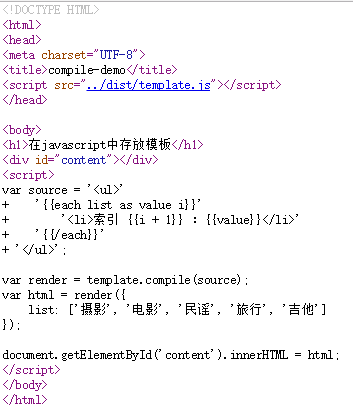 <!DOCTYPE HTML>
<html>
<head>
<meta charset="UTF-8">
<title>compile-demo</title>
<script src="../dist/template.js"></script>
</head>
<body>
<h1>在javascript中存放模板</h1>
<div id="content"></div>
<script>
var source = '<ul>'
+    '{{each list as value i}}'
+        '<li>索引 {{i + 1}} : {{value}}</li>'
+    '{{/each}}'
+ '</ul>';
var render = template.compile(source);
var html = render({
    list: ['摄影', '电影', '民谣', '旅行', '吉他']
});
document.getElementById('content').innerHTML = html;
</script>
</body>
</html>